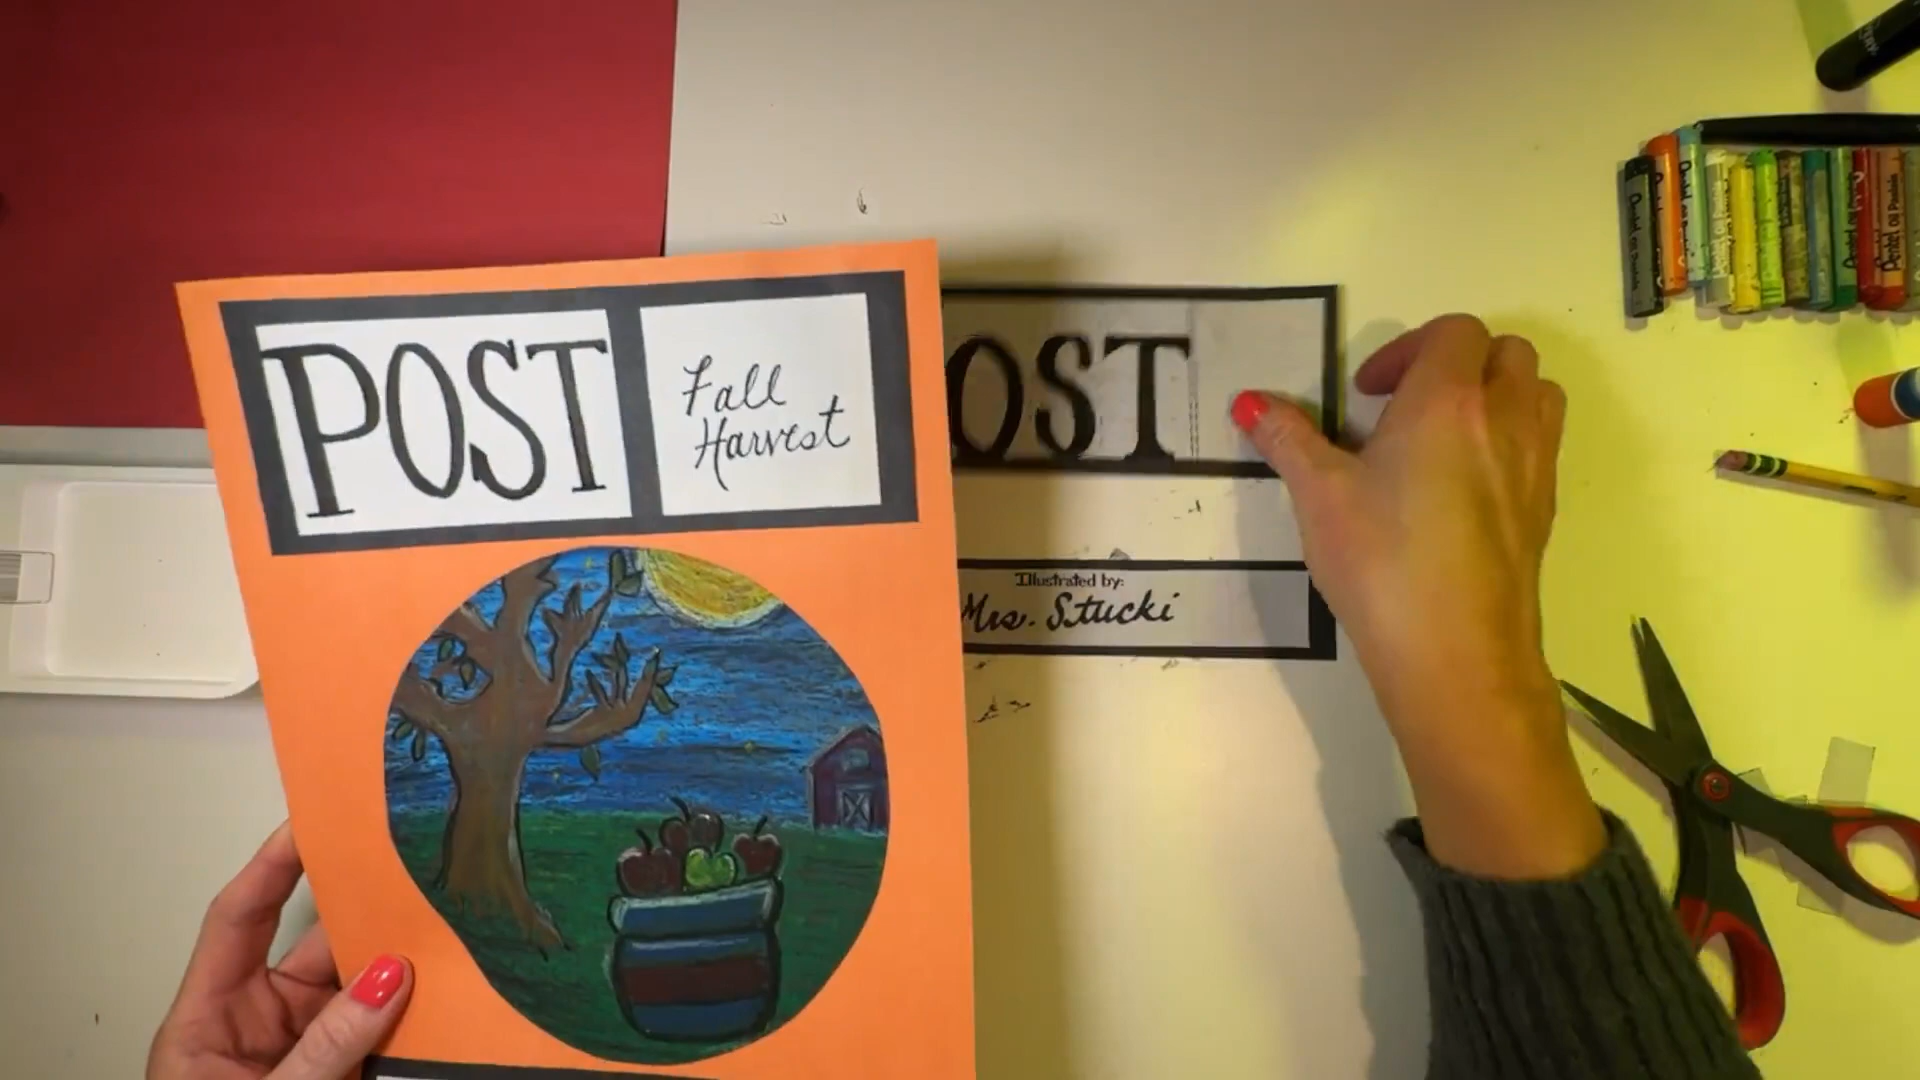 POST
Fall
Harvest
OST
Illustrated by:
Mrs. Stucki